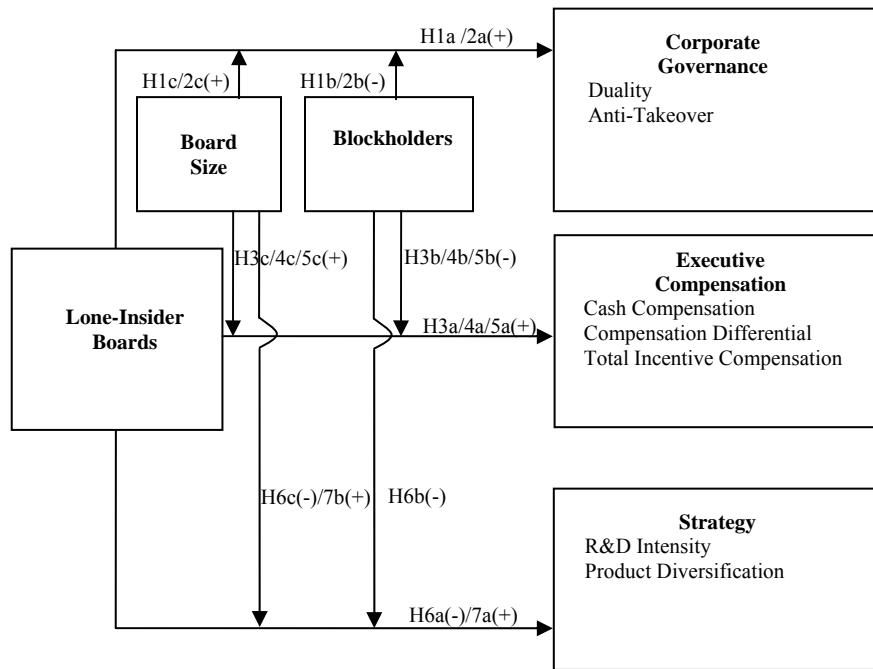 H1a /2a(+)
Corporate
Governance
Duality
Anti-Takeover
H1c/2c(+)
H1b/2b(-)
Board
Size
Blockholders
H3c/4c/5c(+)
H3b/4b/5b(-)
Lone-Insider
Boards
H3a/4a/5a(+)
Executive
Compensation
Cash Compensation
Compensation Differential
Total Incentive Compensation
H6c(-)/7b(+)
H6b(-)
H6a(-)/7a(+)
Strategy
R&D Intensity
Product Diversification